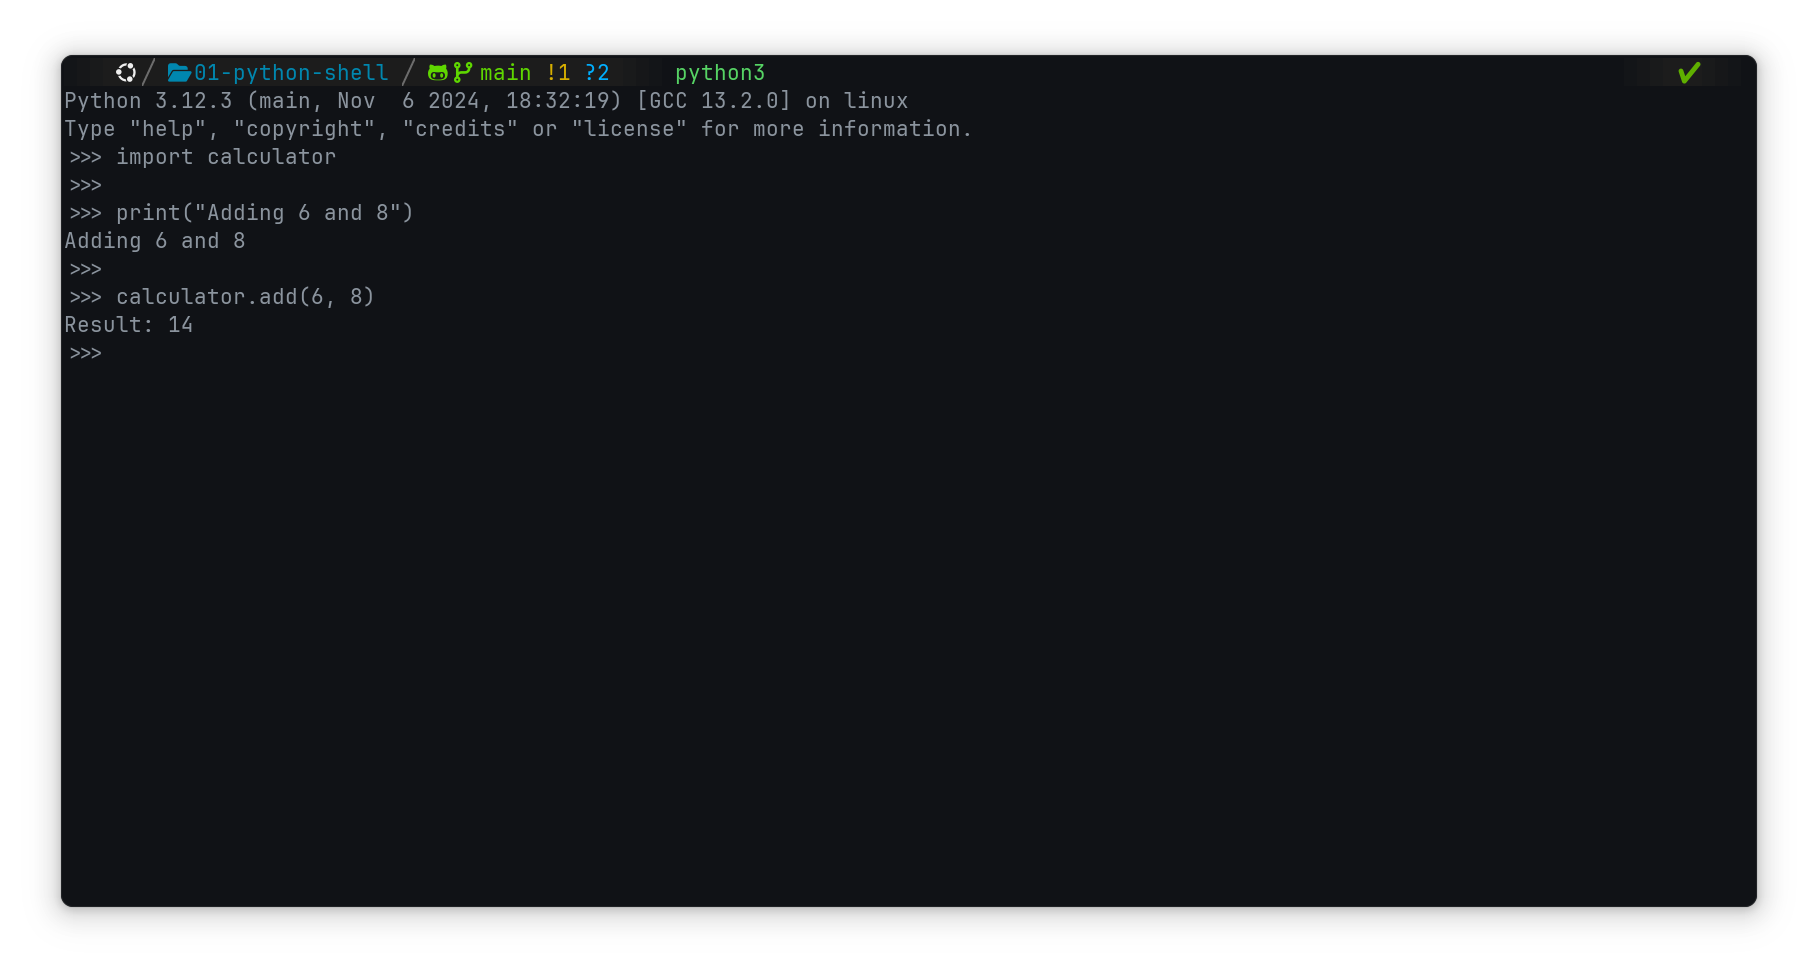 01-python-shell / main !1 ?2 python3
Python 3.12.3 (main, Nov  6 2024, 18:32:19) [GCC 13.2.0] on linux
Type "help", "copyright", "credits" or "license" for more information.
>>> import calculator
>>>
>>> print("Adding 6 and 8")
Adding 6 and 8
>>>
>>> calculator.add(6, 8)
Result: 14
>>>